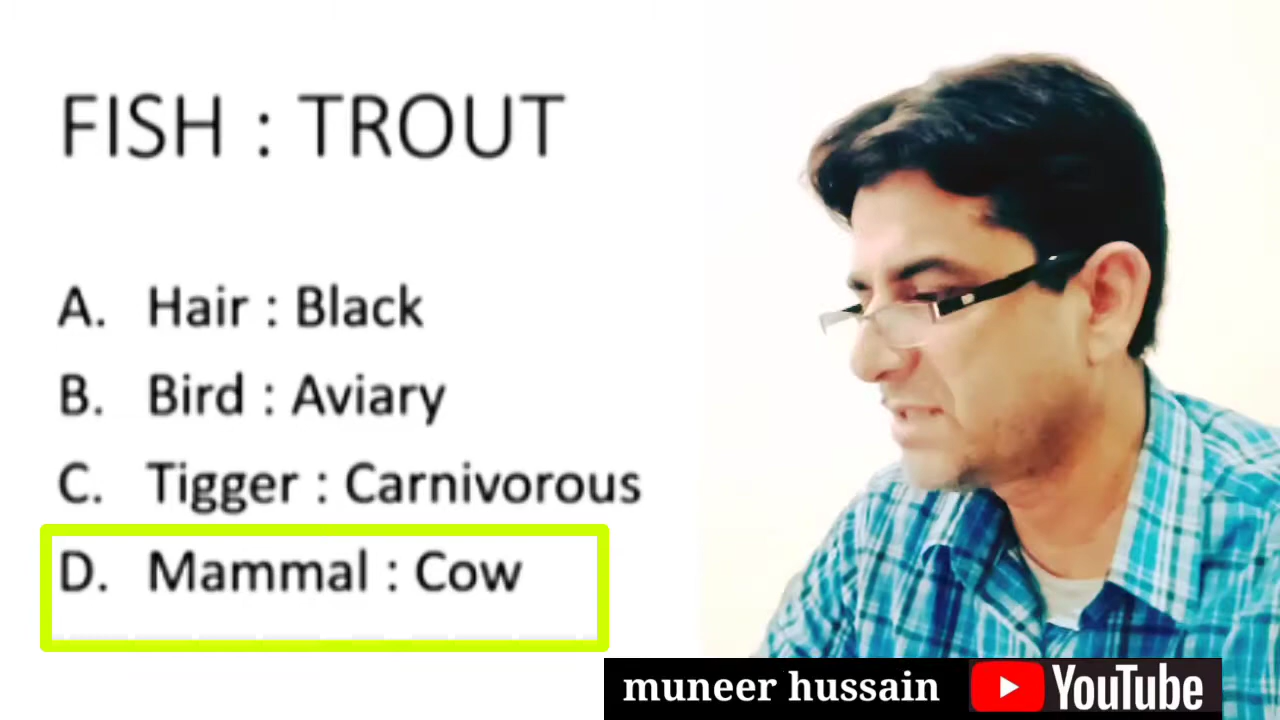 FISH : TROUT
A. Hair : Black
B. Bird : Aviary
C. Tigger : Carnivorous
D. Mammal : Cow
muneer hussain YouTube